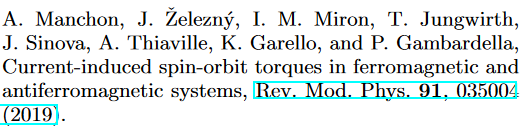 A. Manchon, J. Železný, I. M. Miron, T. Jungwirth,
J. Sinova, A. Thiaville, K. Garello, and P. Gambardella,
Current-induced spin-orbit torques in ferromagnetic and
antiferromagnetic systems, Rev. Mod. Phys. 91, 035004
(2019).